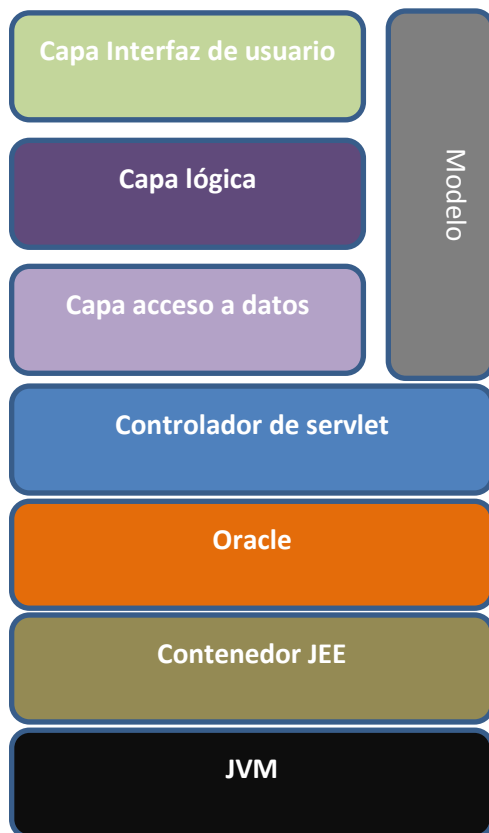 Capa Interfaz de usuario
Modelo
Capa lógica
Capa acceso a datos
Controlador de servlet
Oracle
Contenedor JEE
JVM